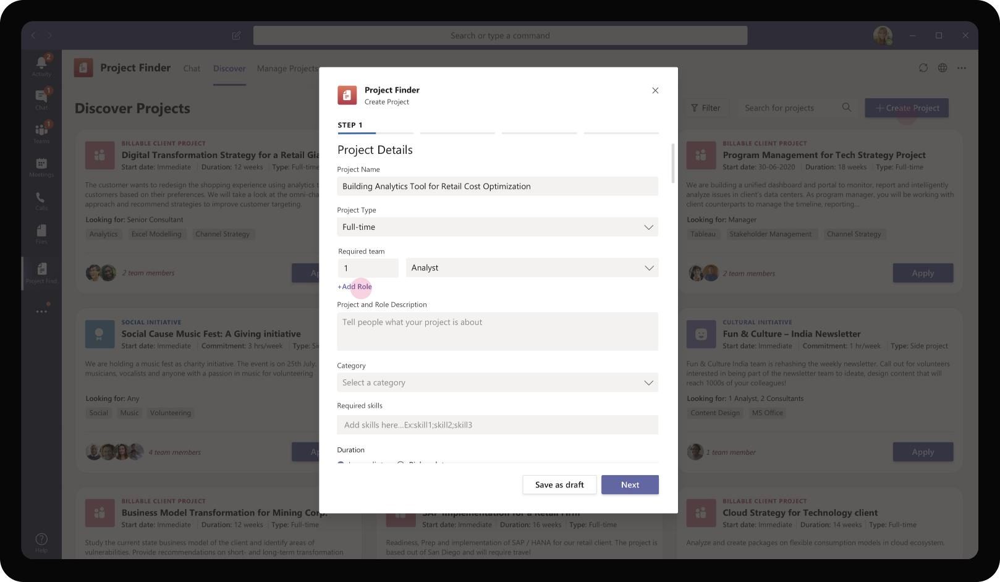 Search or type a command
2
Activity
1
Chat
1
Teams
Meetings
Calls
Files
Project Find..
Help
Project Finder
Chat
Discover
Manage Projects
Discover Projects
Filter
Search for projects
+ Create Project
BILLABLE CLIENT PROJECT
Digital Transformation Strategy for a Retail Gia
Start date: Immediate | Duration: 12 weeks | Type: Full-time
The customer wants to redesign the shopping experience using analytics t
customers based on their preferences. We will take a look at the omni-cha
approach and recommend strategies to improve customer targeting.
Looking for: Senior Consultant
Analytics
Excel Modelling
Channel Strategy
2 team members
Ap
BILLABLE CLIENT PROJECT
Program Management for Tech Strategy Project
Start date: 30-06-2020 | Duration: 18 weeks | Type: Full-time
We are building a unified dashboard and portal to monitor, report and intelligently
analyze issues in client's data centers. As program manager, you will be working with
client counterparts to manage the timeline, reporting...
Looking for: Manager
Tableau
Stakeholder Management
Channel Strategy
2 team members
Apply
SOCIAL INITIATIVE
Social Cause Music Fest: A Giving initiative
Start date: Immediate | Commitment: 3 hrs/week | Type: Si
We are holding a music fest as charity initiative. The event is on 25th July.
musicians, vocalists and anyone with a passion in music for volunteering
Looking for: Any
Social
Music
Volunteering
4 team members
Ap
CULTURAL INITIATIVE
Fun & Culture – India Newsletter
Start date: Immediate | Commitment: 1 hr/week | Type: Side project
Fun & Culture India team is rehashing the weekly newsletter. Call out for volunteers
interested in being part of the newsletter team to ideate, design content that will
reach 1000s of your colleagues!
Looking for: 1 Analyst, 2 Consultants
Content Design
MS Office
1 team member
Apply
BILLABLE CLIENT PROJECT
Business Model Transformation for Mining Corp.
Start date: Immediate | Duration: 12 weeks | Type: Full-time
Study the current state business model of the client and identify areas of
vulnerabilities. Provide recommendations on short- and long-term transformation
SAP Implementation for a Retail Firm
Start date: Immediate | Duration: 16 weeks | Type: Full-time
Readiness, Prep and implementation of SAP / HANA for our retail client. The project is
based out of San Diego and will require travel
BILLABLE CLIENT PROJECT
Cloud Strategy for Technology client
Start date: Immediate | Duration: 14 weeks | Type: Full-time
Analyze and create packages on flexible consumption models in cloud ecosystem.
Project Finder
Create Project
STEP 1
Project Details
Project Name
Building Analytics Tool for Retail Cost Optimization
Project Type
Full-time
Required team
1
Analyst
+Add Role
Project and Role Description
Tell people what your project is about
Category
Select a category
Required skills
Add skills here...Ex:skill1;skill2;skill3
Duration
Save as draft
Next